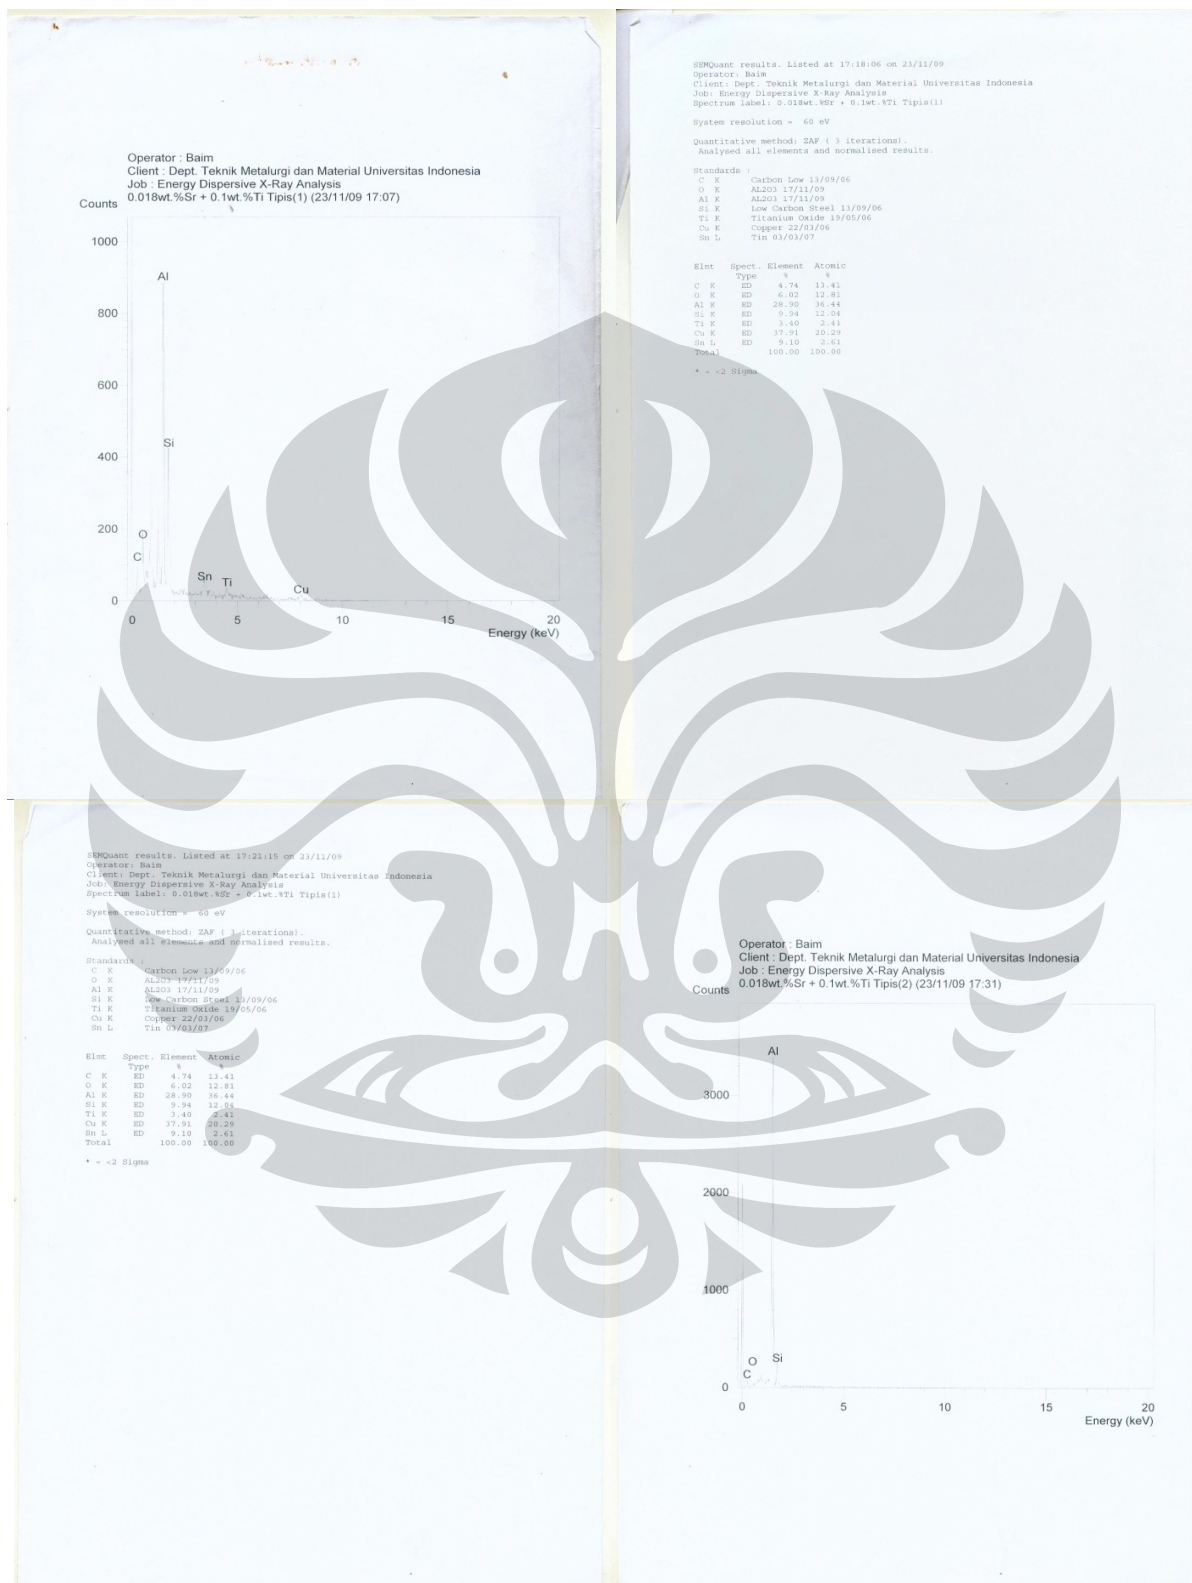 Operator : Baim
Client : Dept. Teknik Metalurgi dan Material Universitas Indonesia
Job : Energy Dispersive X-Ray Analysis
Counts 0.018wt.%Sr + 0.1wt.%Ti Tipis(1) (23/11/09 17:07)
1000
Al
800
600
Si
400
200
O
C
Sn Ti Cu
0
0 5 10 15 20
Energy (keV)
SEMQuant results. Listed at 17:18:06 on 23/11/09
Operator: Baim
Client: Dept. Teknik Metalurgi dan Material Universitas Indonesia
Job: Energy Dispersive X-Ray Analysis
Spectrum label: 0.018wt.%Sr + 0.1wt.%Ti Tipis(1)
System resolution = 60 eV
Quantitative method: ZAF ( 3 iterations).
Analysed all elements and normalised results.
Standards :
C K Carbon Low 13/09/06
O K AL2O3 17/11/09
Al K AL2O3 17/11/09
Si K Low Carbon Steel 13/09/06
Ti K Titanium Oxide 19/05/06
Cu K Copper 22/03/06
Sn L Tin 03/03/07
Elmt Spect. Element Atomic
Type % %
C K ED 4.74 13.41
O K ED 6.02 12.81
Al K ED 28.90 36.44
Si K ED 9.94 12.04
Ti K ED 3.40 2.41
Cu K ED 37.91 20.29
Sn L ED 9.10 2.61
Total 100.00 100.00
* = <2 Sigma
SEMQuant results. Listed at 17:21:15 on 23/11/09
Operator: Baim
Client: Dept. Teknik Metalurgi dan Material Universitas Indonesia
Job: Energy Dispersive X-Ray Analysis
Spectrum label: 0.018wt.%Sr + 0.1wt.%Ti Tipis(1)
System resolution = 60 eV
Quantitative method: ZAF ( 3 iterations).
Analysed all elements and normalised results.
Standards :
C K Carbon Low 13/09/06
O K AL2O3 17/11/09
Al K AL2O3 17/11/09
Si K Low Carbon Steel 13/09/06
Ti K Titanium Oxide 19/05/06
Cu K Copper 22/03/06
Sn L Tin 03/03/07
Elmt Spect. Element Atomic
Type % %
C K ED 4.74 13.41
O K ED 6.02 12.81
Al K ED 28.90 36.44
Si K ED 9.94 12.04
Ti K ED 3.40 2.41
Cu K ED 37.91 20.29
Sn L ED 9.10 2.61
Total 100.00 100.00
* = <2 Sigma
Operator : Baim
Client : Dept. Teknik Metalurgi dan Material Universitas Indonesia
Job : Energy Dispersive X-Ray Analysis
Counts 0.018wt.%Sr + 0.1wt.%Ti Tipis(2) (23/11/09 17:31)
Al
3000
2000
1000
O Si
C
0
0 5 10 15 20
Energy (keV)